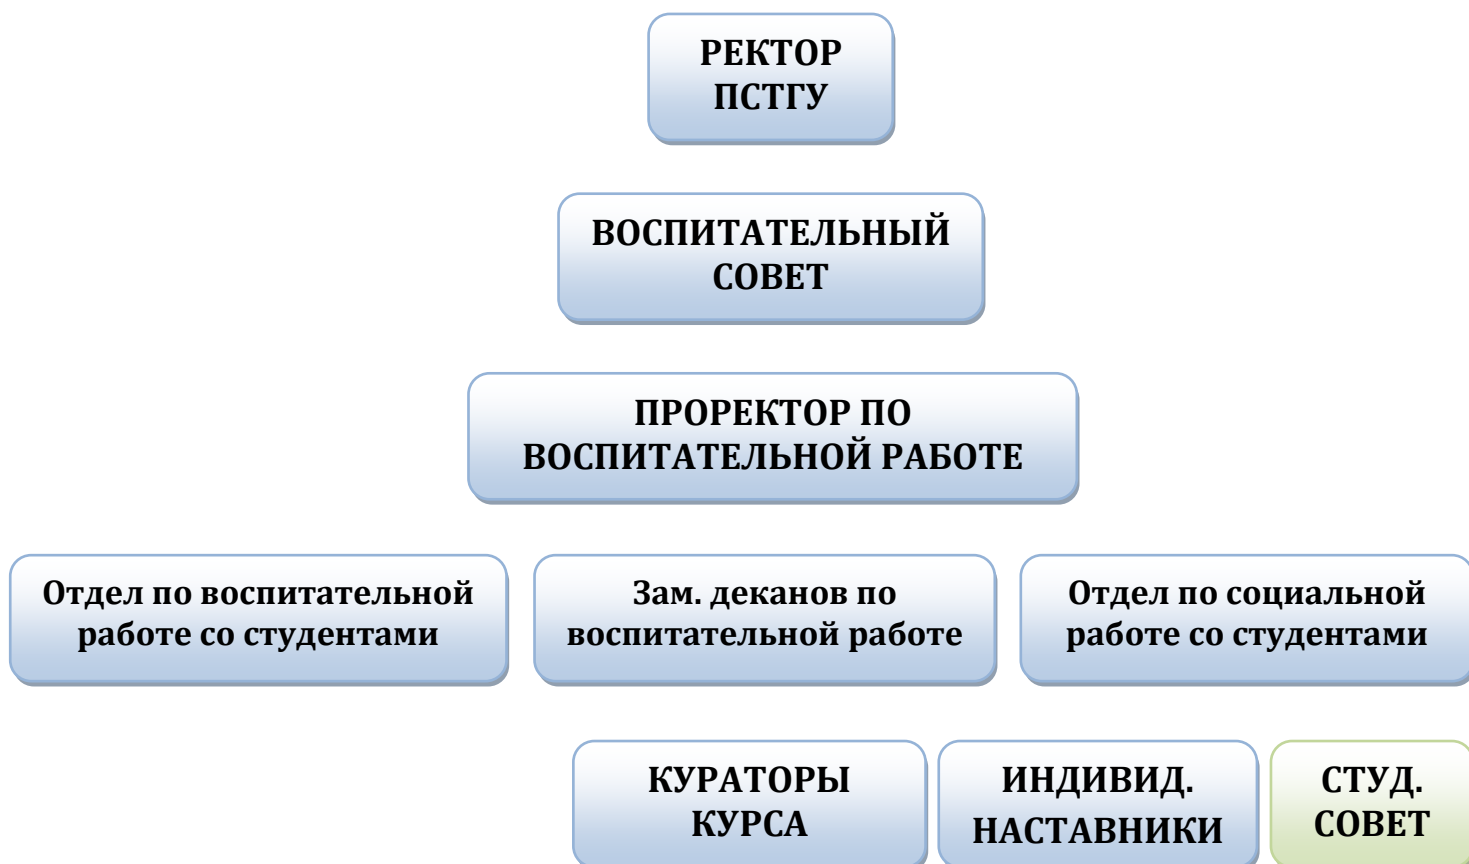 РЕКТОР
ПСТГУ
ВОСПИТАТЕЛЬНЫЙ
СОВЕТ
ПРОРЕКТОР ПО
ВОСПИТАТЕЛЬНОЙ РАБОТЕ
Отдел по воспитательной
работе со студентами
Зам. деканов по
воспитательной работе
Отдел по социальной
работе со студентами
КУРАТОРЫ
КУРСА
ИНДИВИД.
НАСТАВНИКИ
СТУД.
СОВЕТ